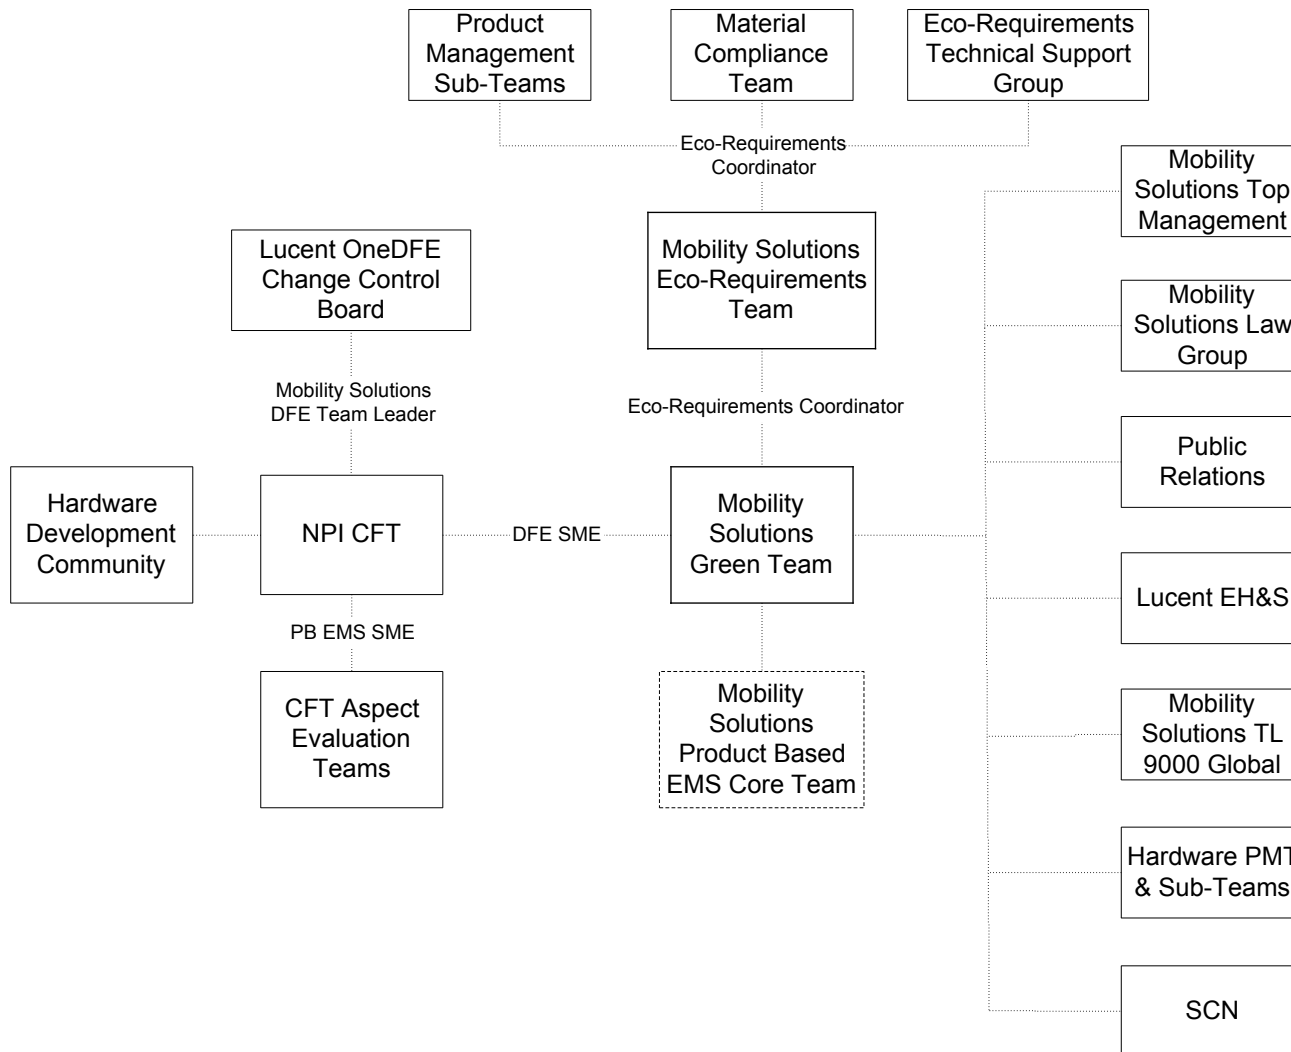 Product
Management
Sub-Teams
Material
Compliance
Team
Eco-Requirements
Technical Support
Group
Eco-Requirements
Coordinator
Mobility
Solutions Top
Management
Lucent OneDFE
Change Control
Board
Mobility Solutions
Eco-Requirements
Team
Mobility
Solutions Law
Group
Mobility Solutions
DFE Team Leader
Eco-Requirements Coordinator
Public
Relations
Hardware
Development
Community
NPI CFT
DFE SME
Mobility
Solutions
Green Team
Lucent EH&S
PB EMS SME
CFT Aspect
Evaluation
Teams
Mobility
Solutions
Product Based
EMS Core Team
Mobility
Solutions TL
9000 Global
Hardware PMT
& Sub-Teams
SCN